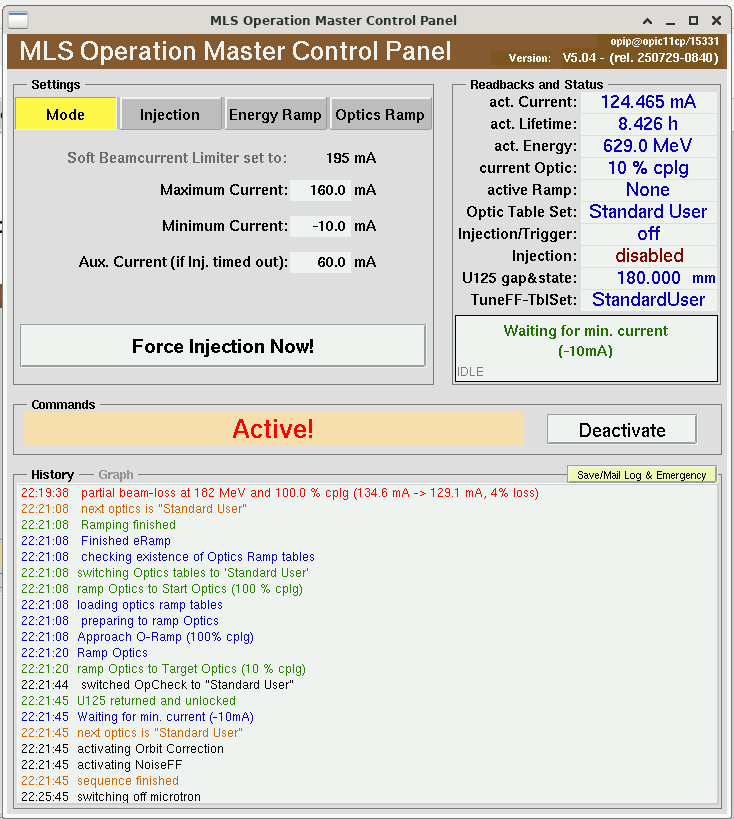 MLS Operation Master Control Panel
MLS Operation Master Control Panel
opip@opic11cp/15331
Version: V5.04 - (rel. 250729-0840)
Settings
Mode Injection Energy Ramp Optics Ramp
Soft Beamcurrent Limiter set to: 195 mA
Maximum Current: 160.0 mA
Minimum Current: -10.0 mA
Aux. Current (if Inj. timed out): 60.0 mA
Force Injection Now!
Readbacks and Status
act. Current: 124.465 mA
act. Lifetime: 8.426 h
act. Energy: 629.0 MeV
current Optic: 10 % cplg
active Ramp: None
Optic Table Set: Standard User
Injection/Trigger: off
Injection: disabled
U125 gap&state: 180.000 mm
TuneFF-TblSet: StandardUser
Waiting for min. current
(-10mA)
IDLE
Commands
Active!
Deactivate
History Graph
Save/Mail Log & Emergency
22:19:38 partial beam-loss at 182 MeV and 100.0 % cplg (134.6 mA -> 129.1 mA, 4% loss)
22:21:08 next optics is "Standard User"
22:21:08 Ramping finished
22:21:08 Finished eRamp
22:21:08 checking existence of Optics Ramp tables
22:21:08 switching Optics tables to 'Standard User'
22:21:08 ramp Optics to Start Optics (100 % cplg)
22:21:08 loading optics ramp tables
22:21:08 preparing to ramp Optics
22:21:08 Approach O-Ramp (100% cplg)
22:21:20 Ramp Optics
22:21:20 ramp Optics to Target Optics (10 % cplg)
22:21:44 switched OpCheck to "Standard User"
22:21:45 U125 returned and unlocked
22:21:45 Waiting for min. current (-10mA)
22:21:45 next optics is "Standard User"
22:21:45 activating Orbit Correction
22:21:45 activating NoiseFF
22:21:45 sequence finished
22:25:45 switching off microtron